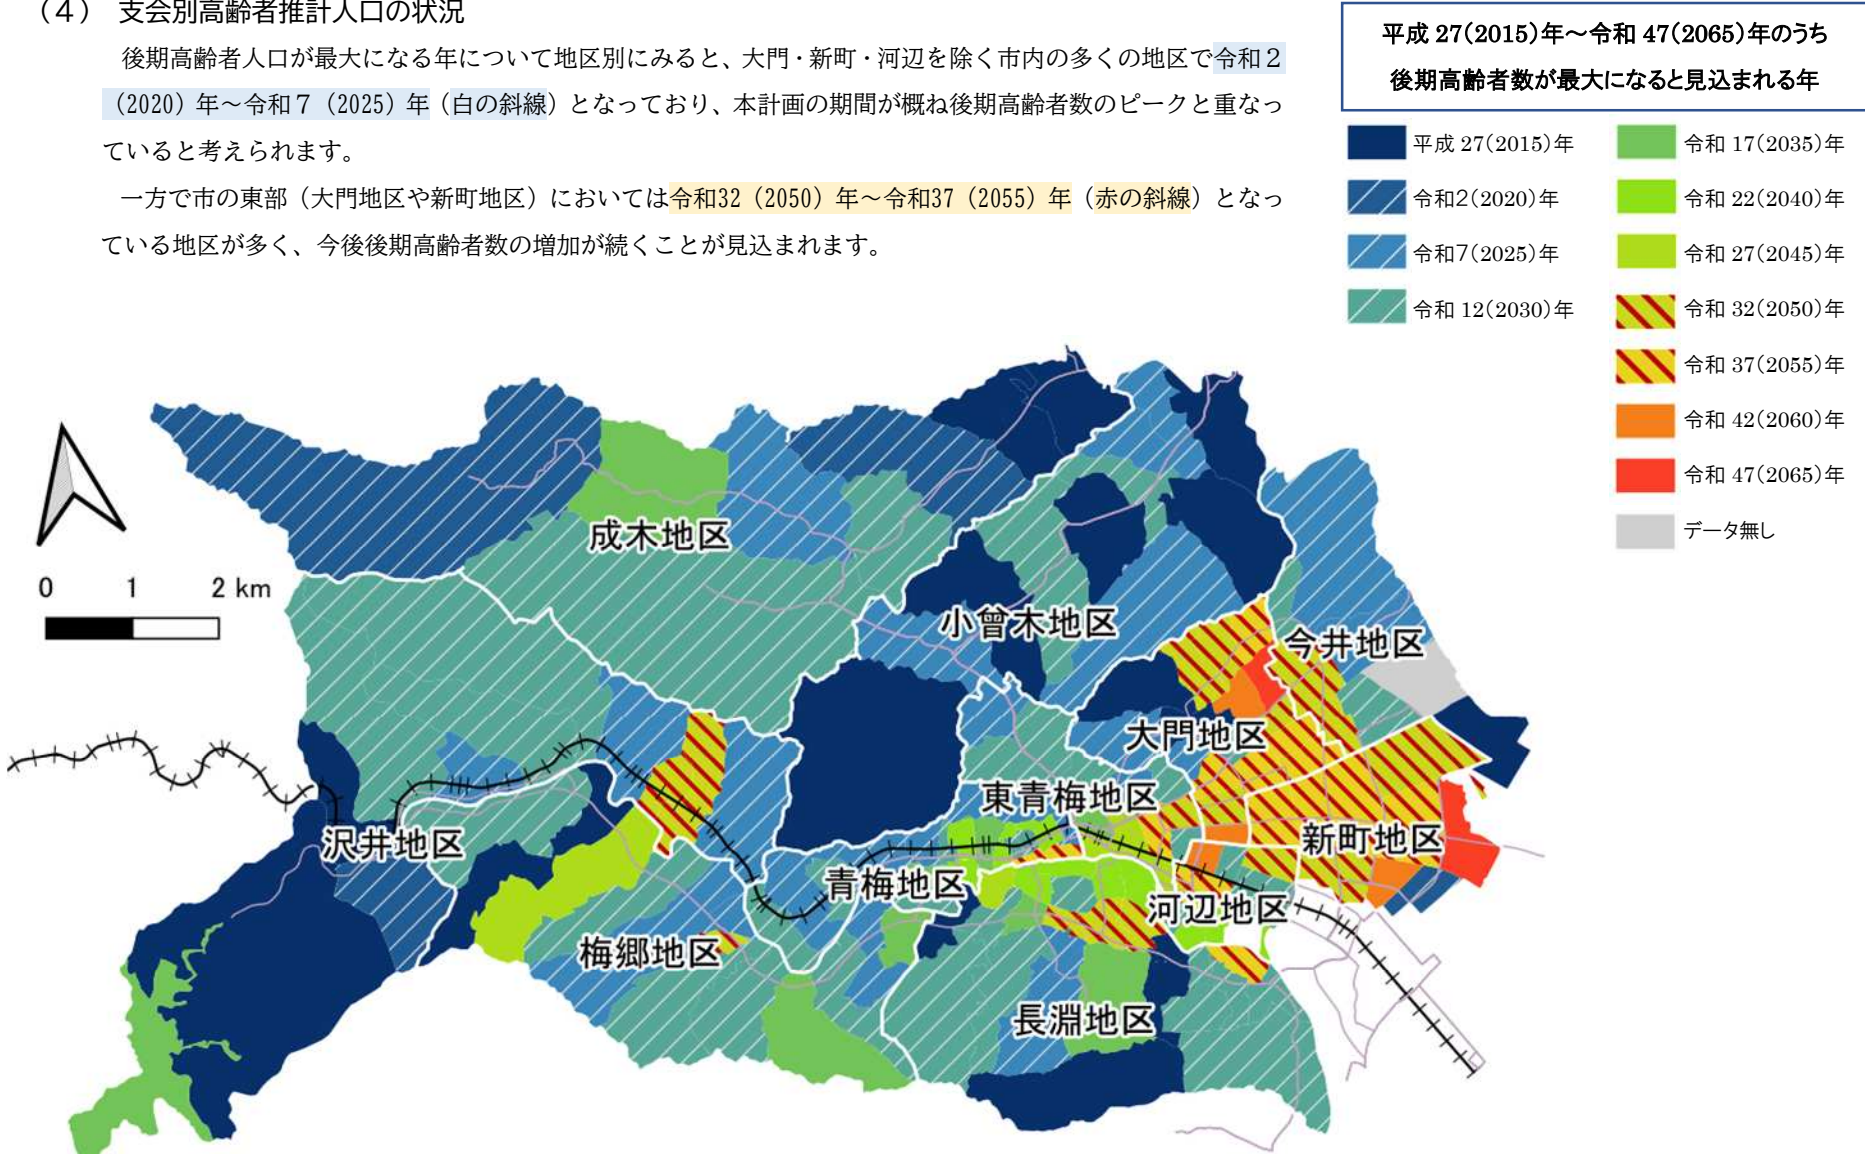 （４） 支会別高齢者推計人口の状況
後期高齢者人口が最大になる年について地区別にみると、大門・新町・河辺を除く市内の多くの地区で令和２
（2020）年～令和７（2025）年（白の斜線）となっており、本計画の期間が概ね後期高齢者数のピークと重なっ
ていると考えられます。
一方で市の東部（大門地区や新町地区）においては令和32（2050）年～令和37（2055）年（赤の斜線）となっ
ている地区が多く、今後後期高齢者数の増加が続くことが見込まれます。
平成 27(2015)年～令和 47(2065)年のうち
後期高齢者数が最大になると見込まれる年
平成 27(2015)年
令和2(2020)年
令和7(2025)年
令和 12(2030)年
令和 17(2035)年
令和 22(2040)年
令和 27(2045)年
令和 32(2050)年
令和 37(2055)年
令和 42(2060)年
令和 47(2065)年
データ無し
0 1 2 km
成木地区
小曾木地区
今井地区
大門地区
東青梅地区
沢井地区
新町地区
青梅地区
河辺地区
梅郷地区
長淵地区